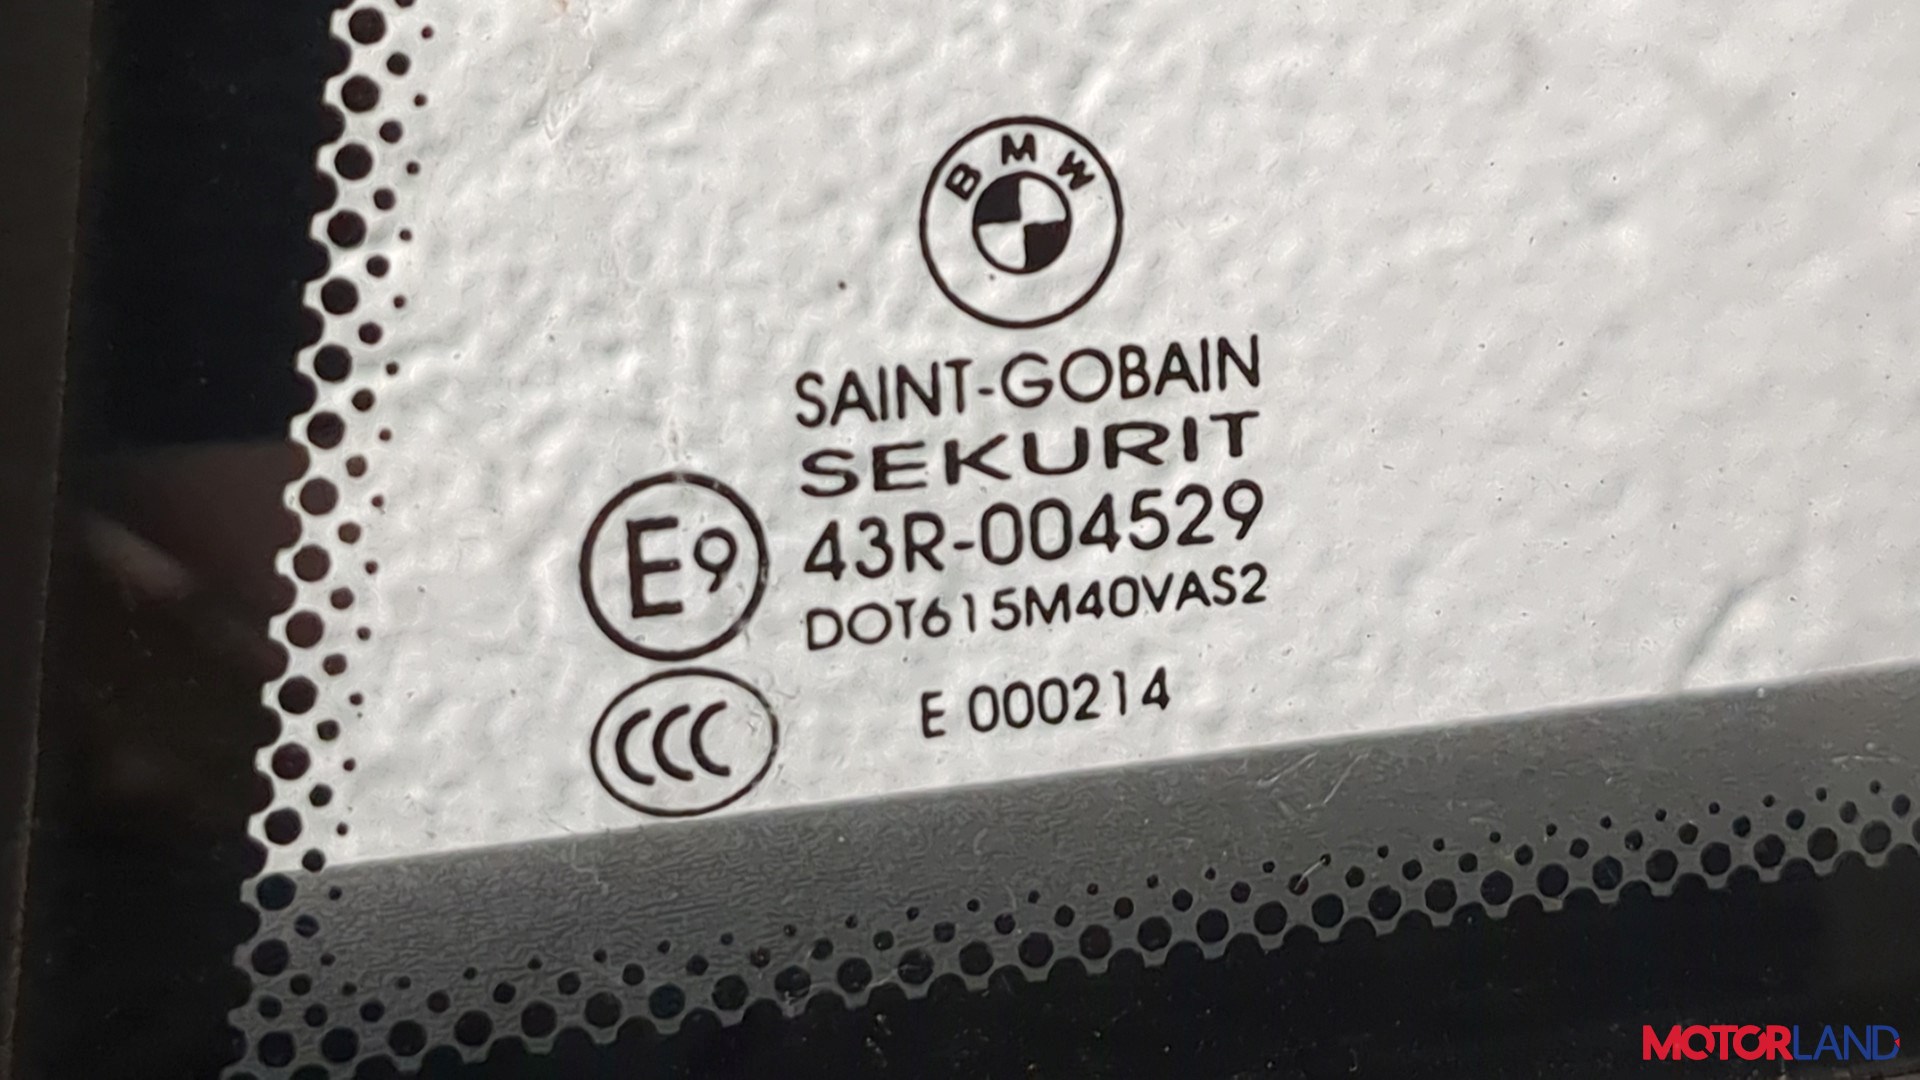 BMW
SAINT-GOBAIN
SEKURIT
E9
43R-004529
DOT615M40VAS2
CCC
E 000214
MOTORLAND